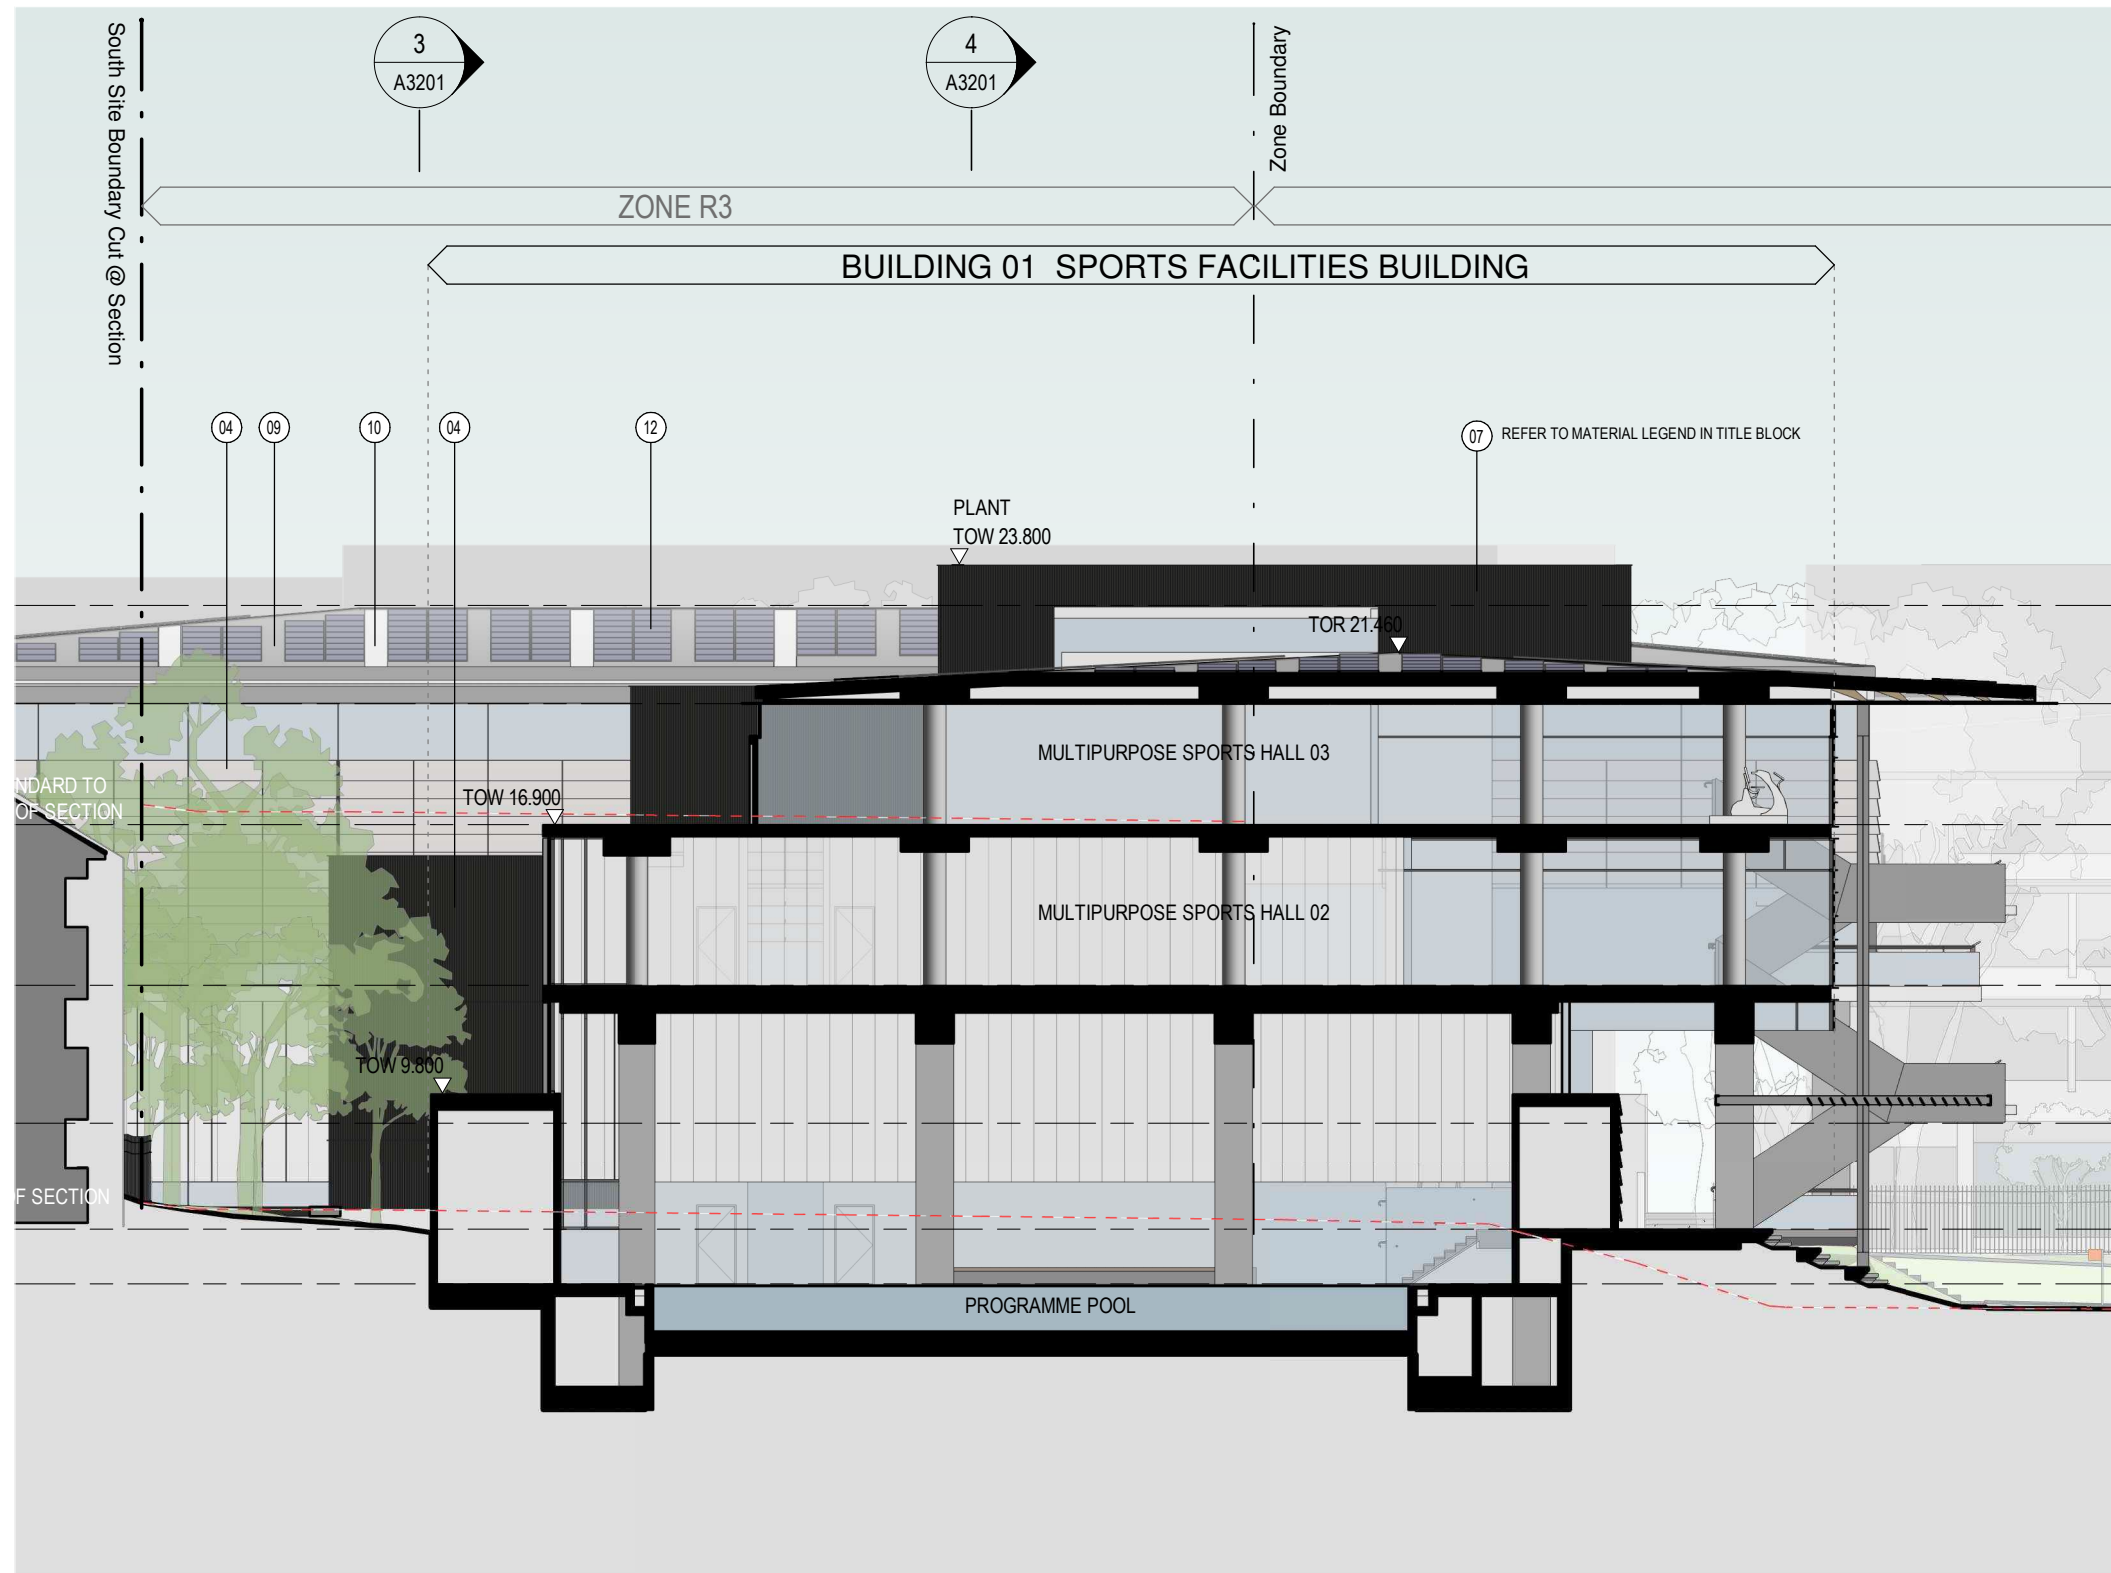 South Site Boundary Cut @ Section
3
A3201
4
A3201
Zone Boundary
ZONE R3
BUILDING 01 SPORTS FACILITIES BUILDING
04
09
10
04
12
07
REFER TO MATERIAL LEGEND IN TITLE BLOCK
PLANT
TOW 23.800
TOR 21.460
MULTIPURPOSE SPORTS HALL 03
NDARD TO
OF SECTION
TOW 16.900
MULTIPURPOSE SPORTS HALL 02
TOW 9.800
F SECTION
PROGRAMME POOL